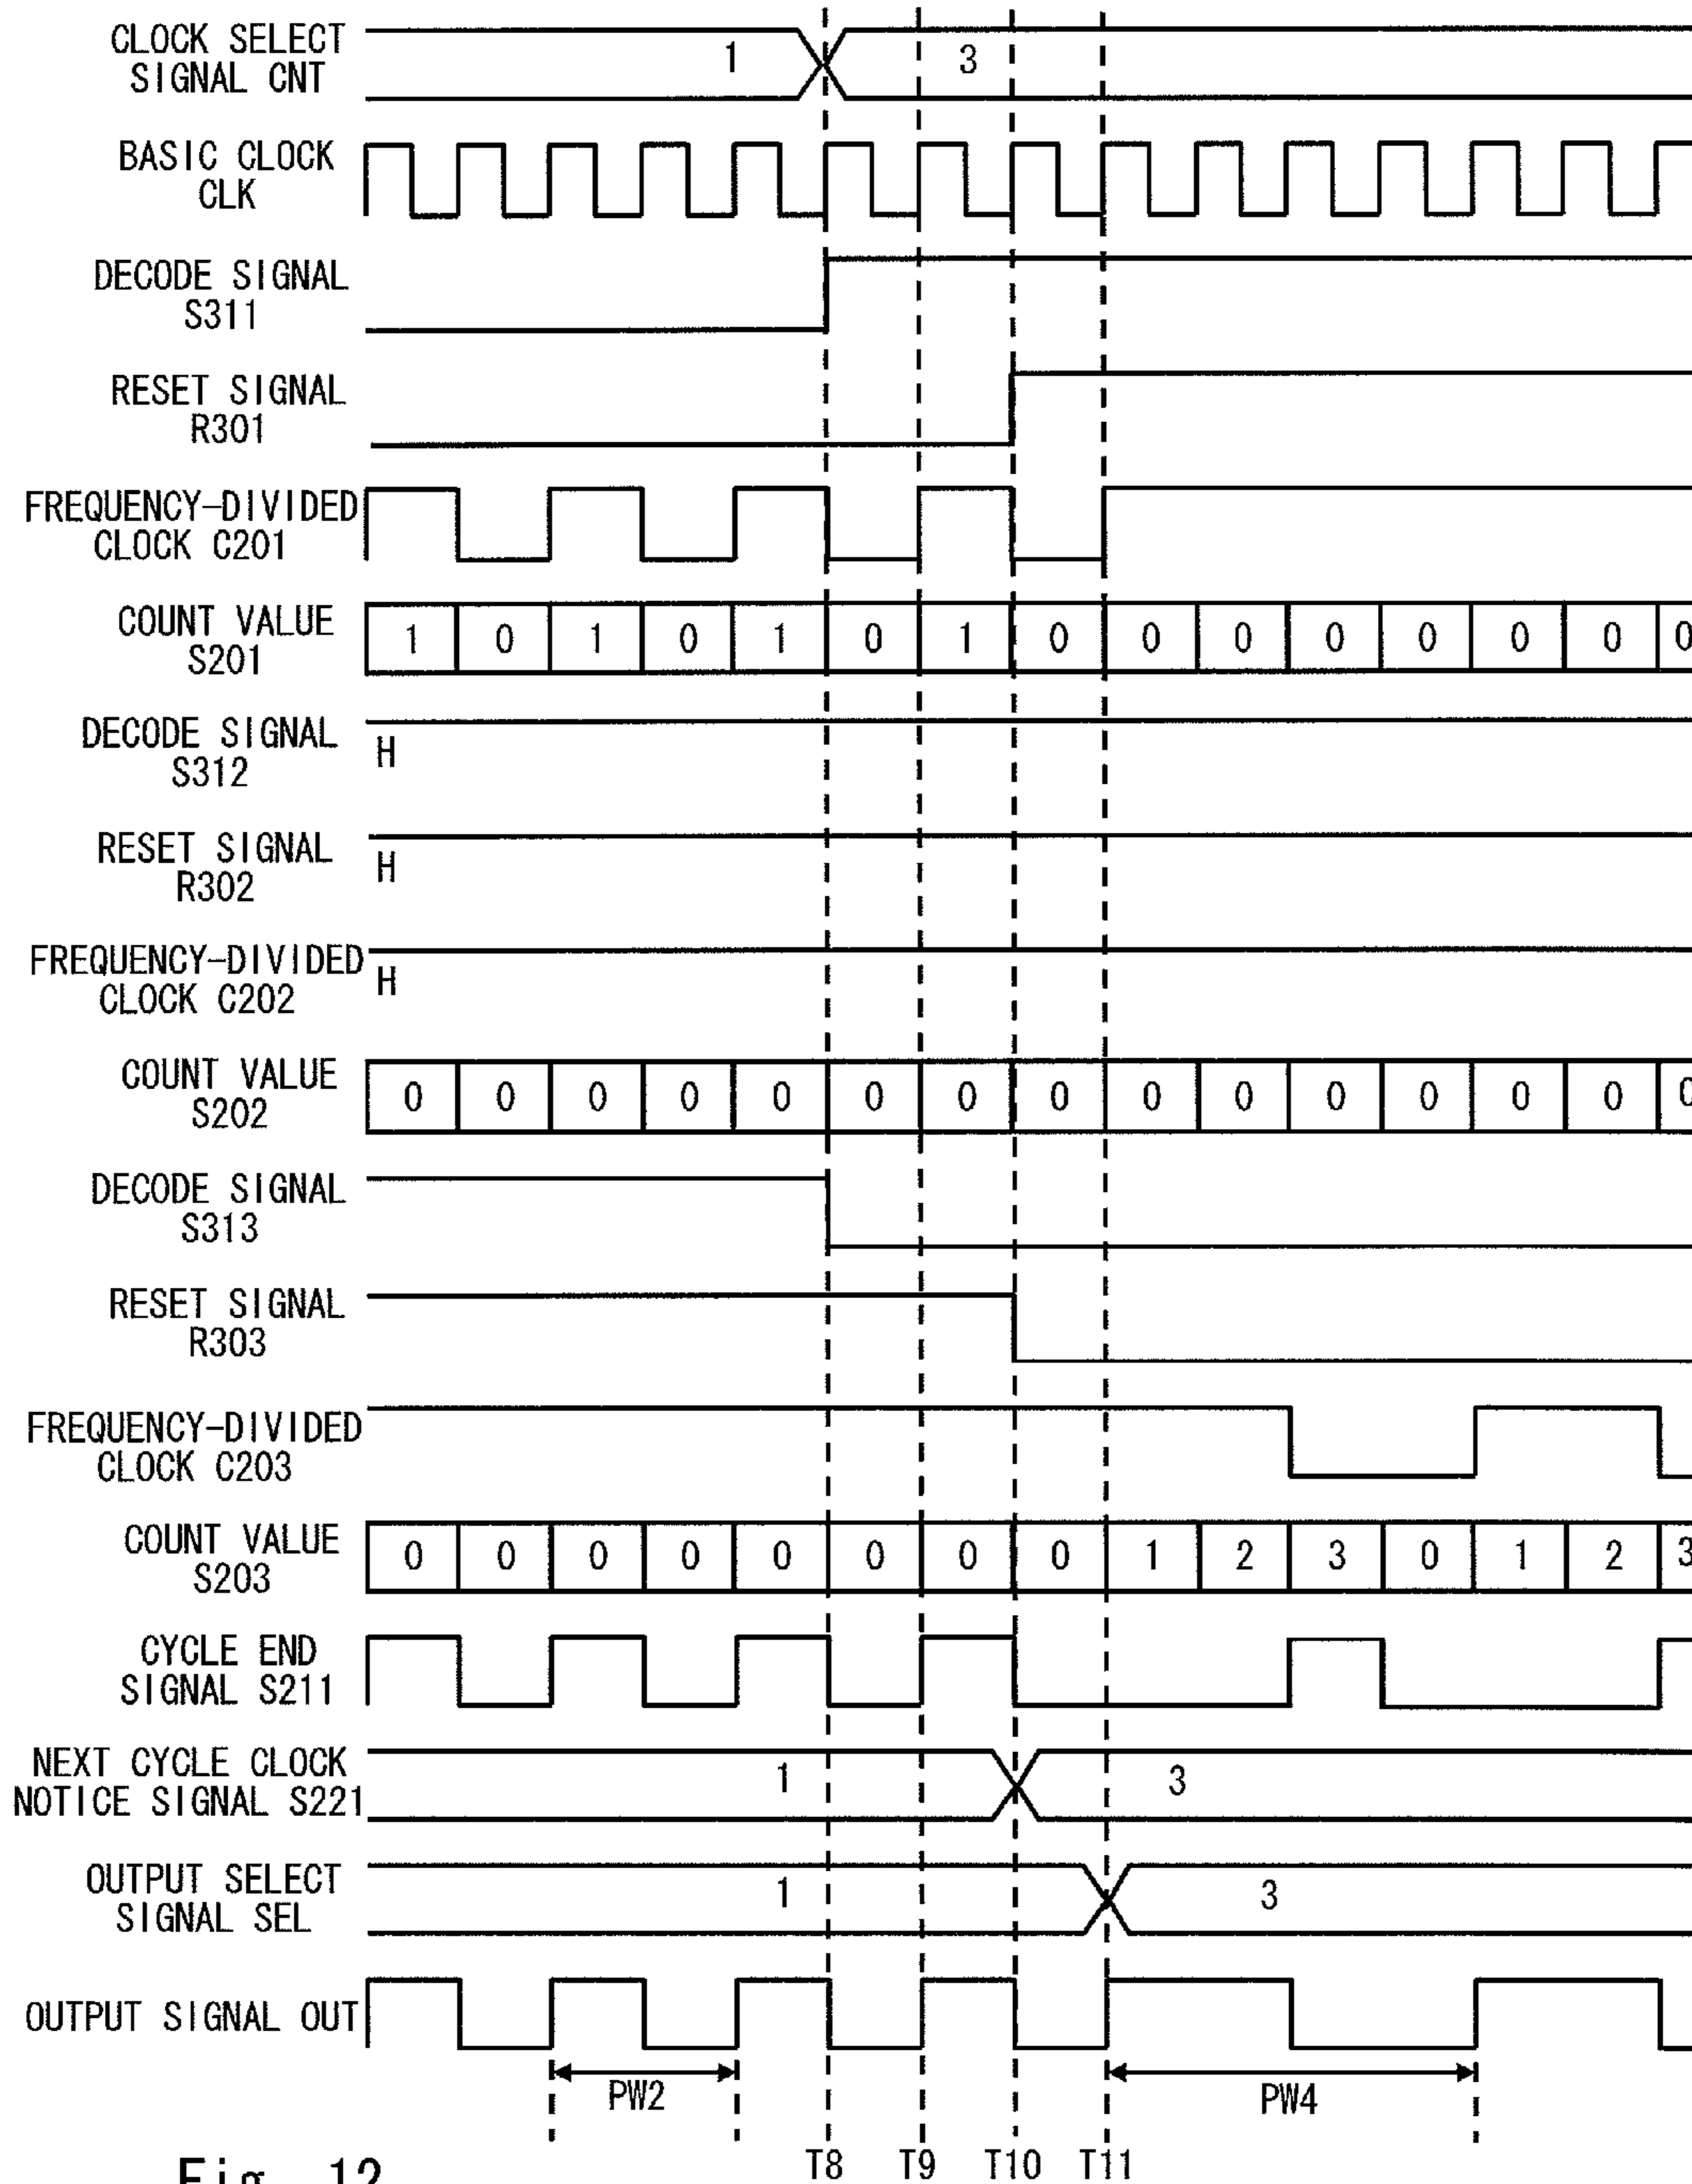 CLOCK SELECT
SIGNAL CNT
1 3
BASIC CLOCK
CLK
DECODE SIGNAL
S311
RESET SIGNAL
R301
FREQUENCY-DIVIDED
CLOCK C201
COUNT VALUE
S201
1 0 1 0 1 0 1 0 0 0 0 0 0 0 0
DECODE SIGNAL
S312
H
RESET SIGNAL
R302
H
FREQUENCY-DIVIDED
CLOCK C202
H
COUNT VALUE
S202
0 0 0 0 0 0 0 0 0 0 0 0 0 0 0
DECODE SIGNAL
S313
RESET SIGNAL
R303
FREQUENCY-DIVIDED
CLOCK C203
COUNT VALUE
S203
0 0 0 0 0 0 0 0 1 2 3 0 1 2 3
CYCLE END
SIGNAL S211
NEXT CYCLE CLOCK
NOTICE SIGNAL S221
1 3
OUTPUT SELECT
SIGNAL SEL
1 3
OUTPUT SIGNAL OUT
PW2 PW4
T8 T9 T10 T11
Fig. 12